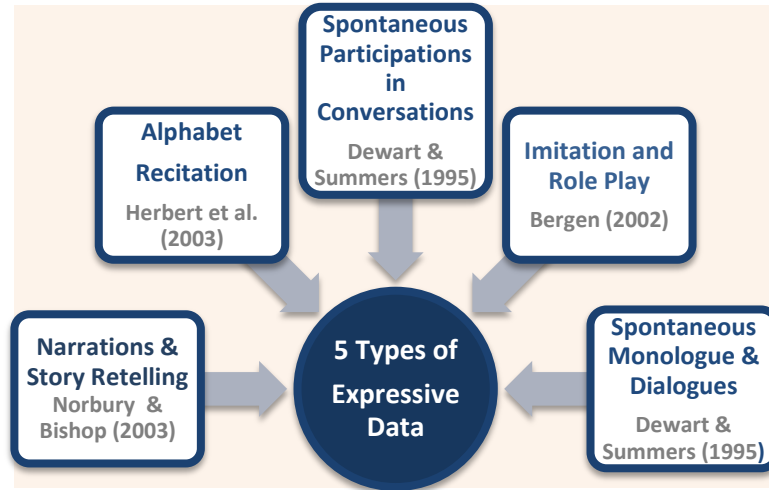 Spontaneous
Participations
in
Conversations
Dewart &
Summers (1995)
Alphabet
Recitation
Herbert et al.
(2003)
Imitation and
Role Play
Bergen (2002)
Narrations &
Story Retelling
Norbury &
Bishop (2003)
5 Types of
Expressive
Data
Spontaneous
Monologue &
Dialogues
Dewart &
Summers (1995)